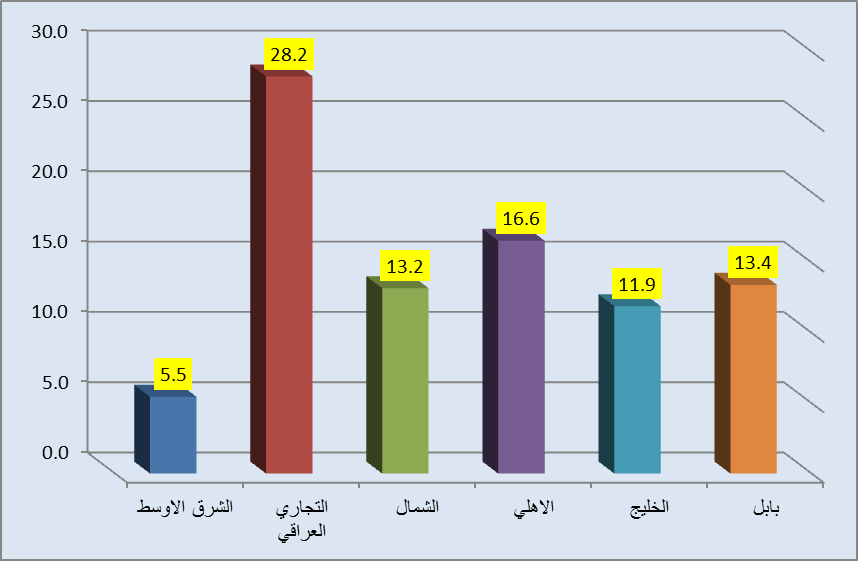 30.0
25.0
20.0
15.0
10.0
5.0
0.0
5.5
28.2
13.2
16.6
11.9
13.4
الشرق الاوسط
التجاري
العراقي
الشمال
الاهلي
الخليج
بابل